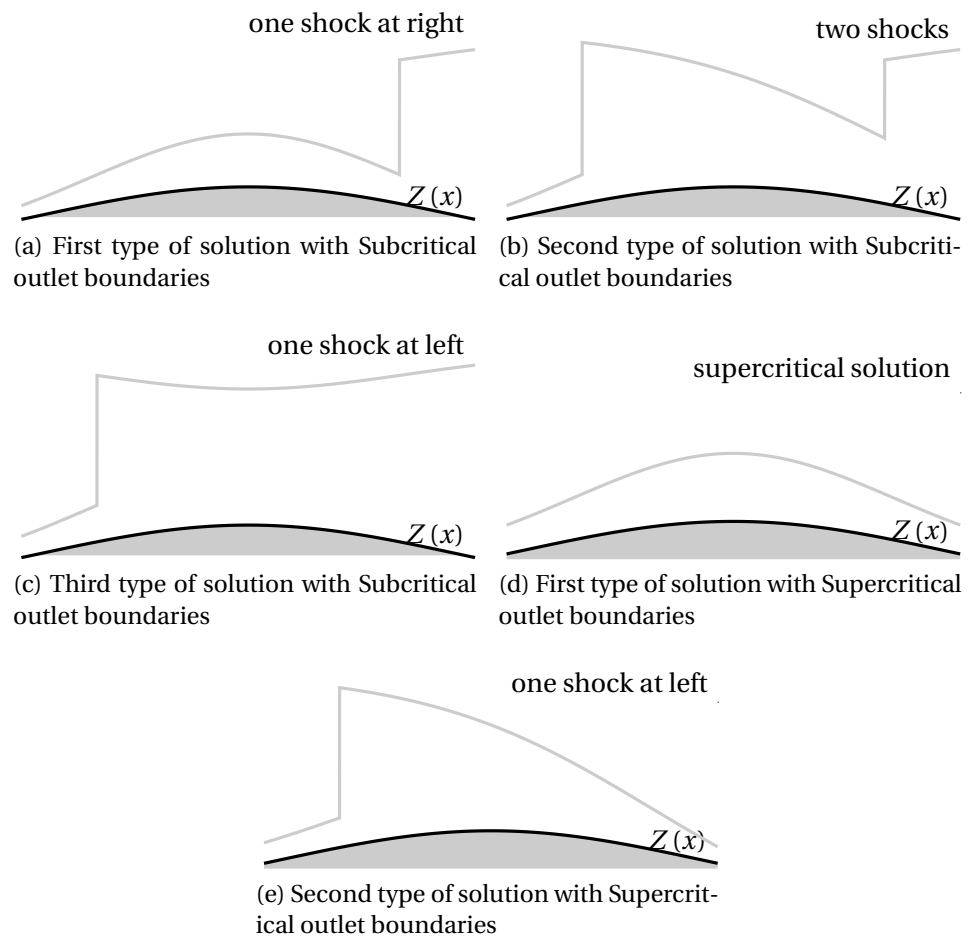 one shock at right
two shocks
Z(x)
Z(x)
(a) First type of solution with Subcritical
outlet boundaries
(b) Second type of solution with Subcriti-
cal outlet boundaries
one shock at left
supercritical solution
Z(x)
Z(x)
(c) Third type of solution with Subcritical
outlet boundaries
(d) First type of solution with Supercritical
outlet boundaries
one shock at left
Z(x)
(e) Second type of solution with Supercrit-
ical outlet boundaries